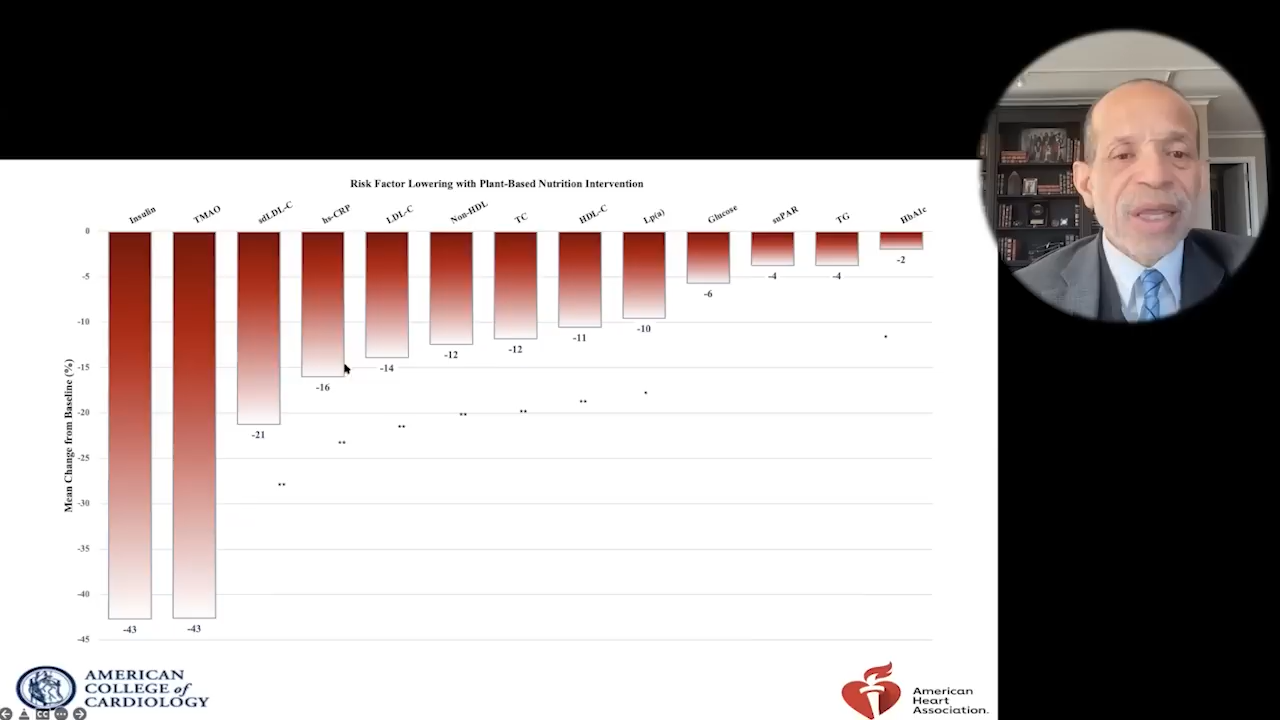 Risk Factor Lowering with Plant-Based Nutrition Intervention
Insulin TMAO sdLDL-C hs-CRP LDL-C Non-HDL TC HDL-C Lp(a) Glucose suPAR TG HbA1c
Mean Change from Baseline (%)
0
-5
-10
-15
-20
-25
-30
-35
-40
-45
-43 -43 -21 -16 -14 -12 -12 -11 -10 -6 -4 -4 -2
** ** ** ** ** ** * *
AMERICAN
COLLEGE of
CARDIOLOGY
American
Heart
Association.
CC